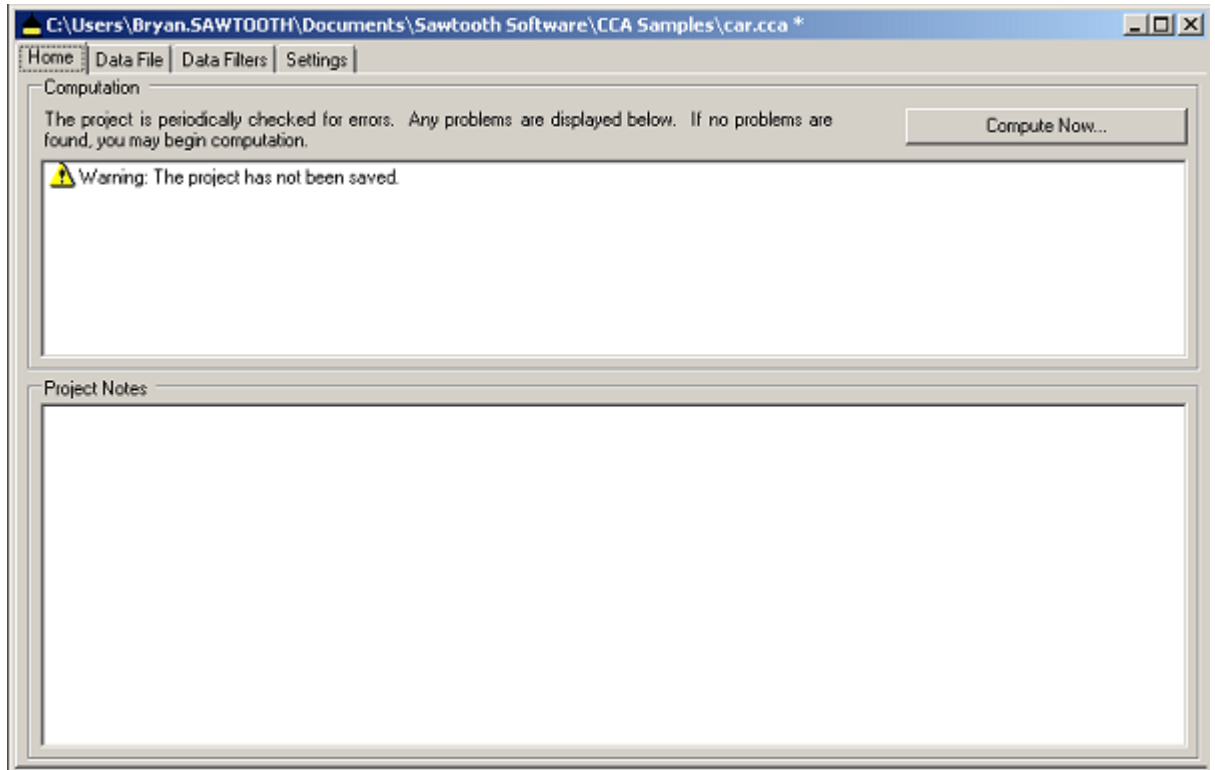 C:\Users\Bryan.SAWTOOTH\Documents\Sawtooth Software\CCA Samples\car.cca *
Home Data File Data Filters Settings
Computation
The project is periodically checked for errors. Any problems are displayed below. If no problems are
found, you may begin computation.
Compute Now...
Warning: The project has not been saved.
Project Notes